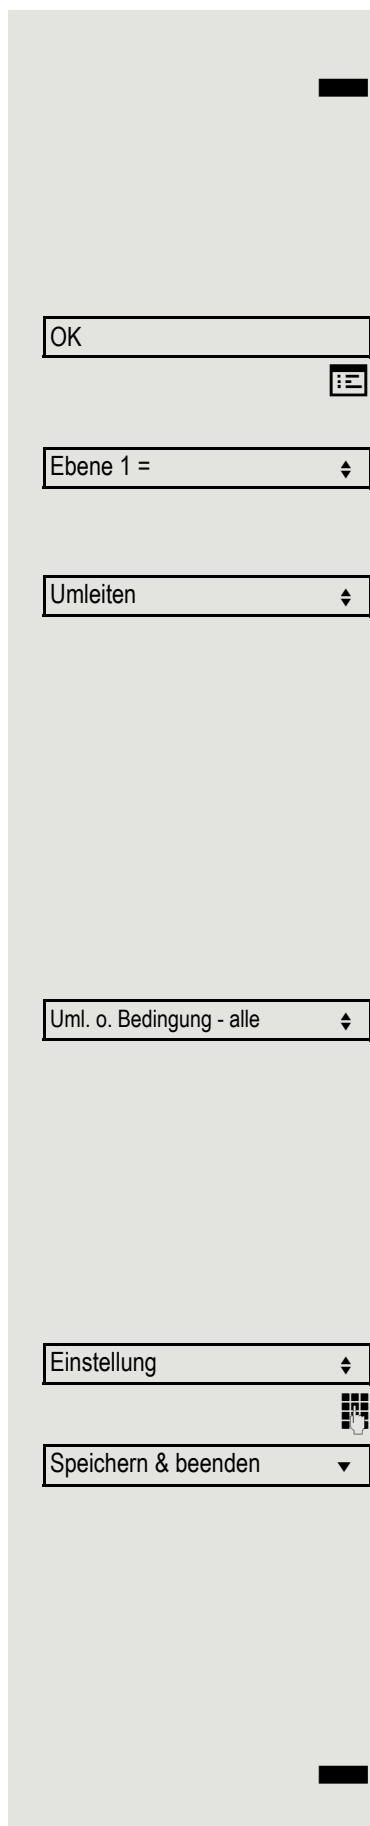 OK
Ebene 1 =
Umleiten
Uml. o. Bedingung - alle
Einstellung
Speichern & beenden